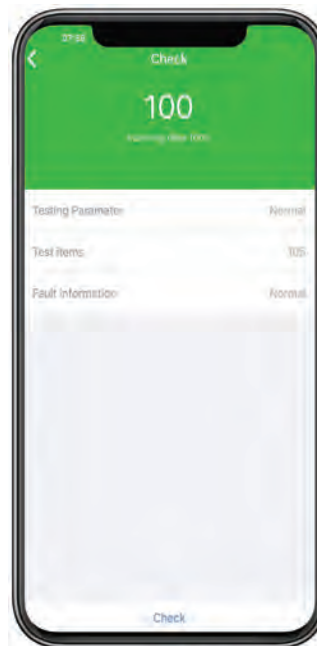 Check
100
Testing Parameter Normal
Test Items 105
Fault Information Normal
Check